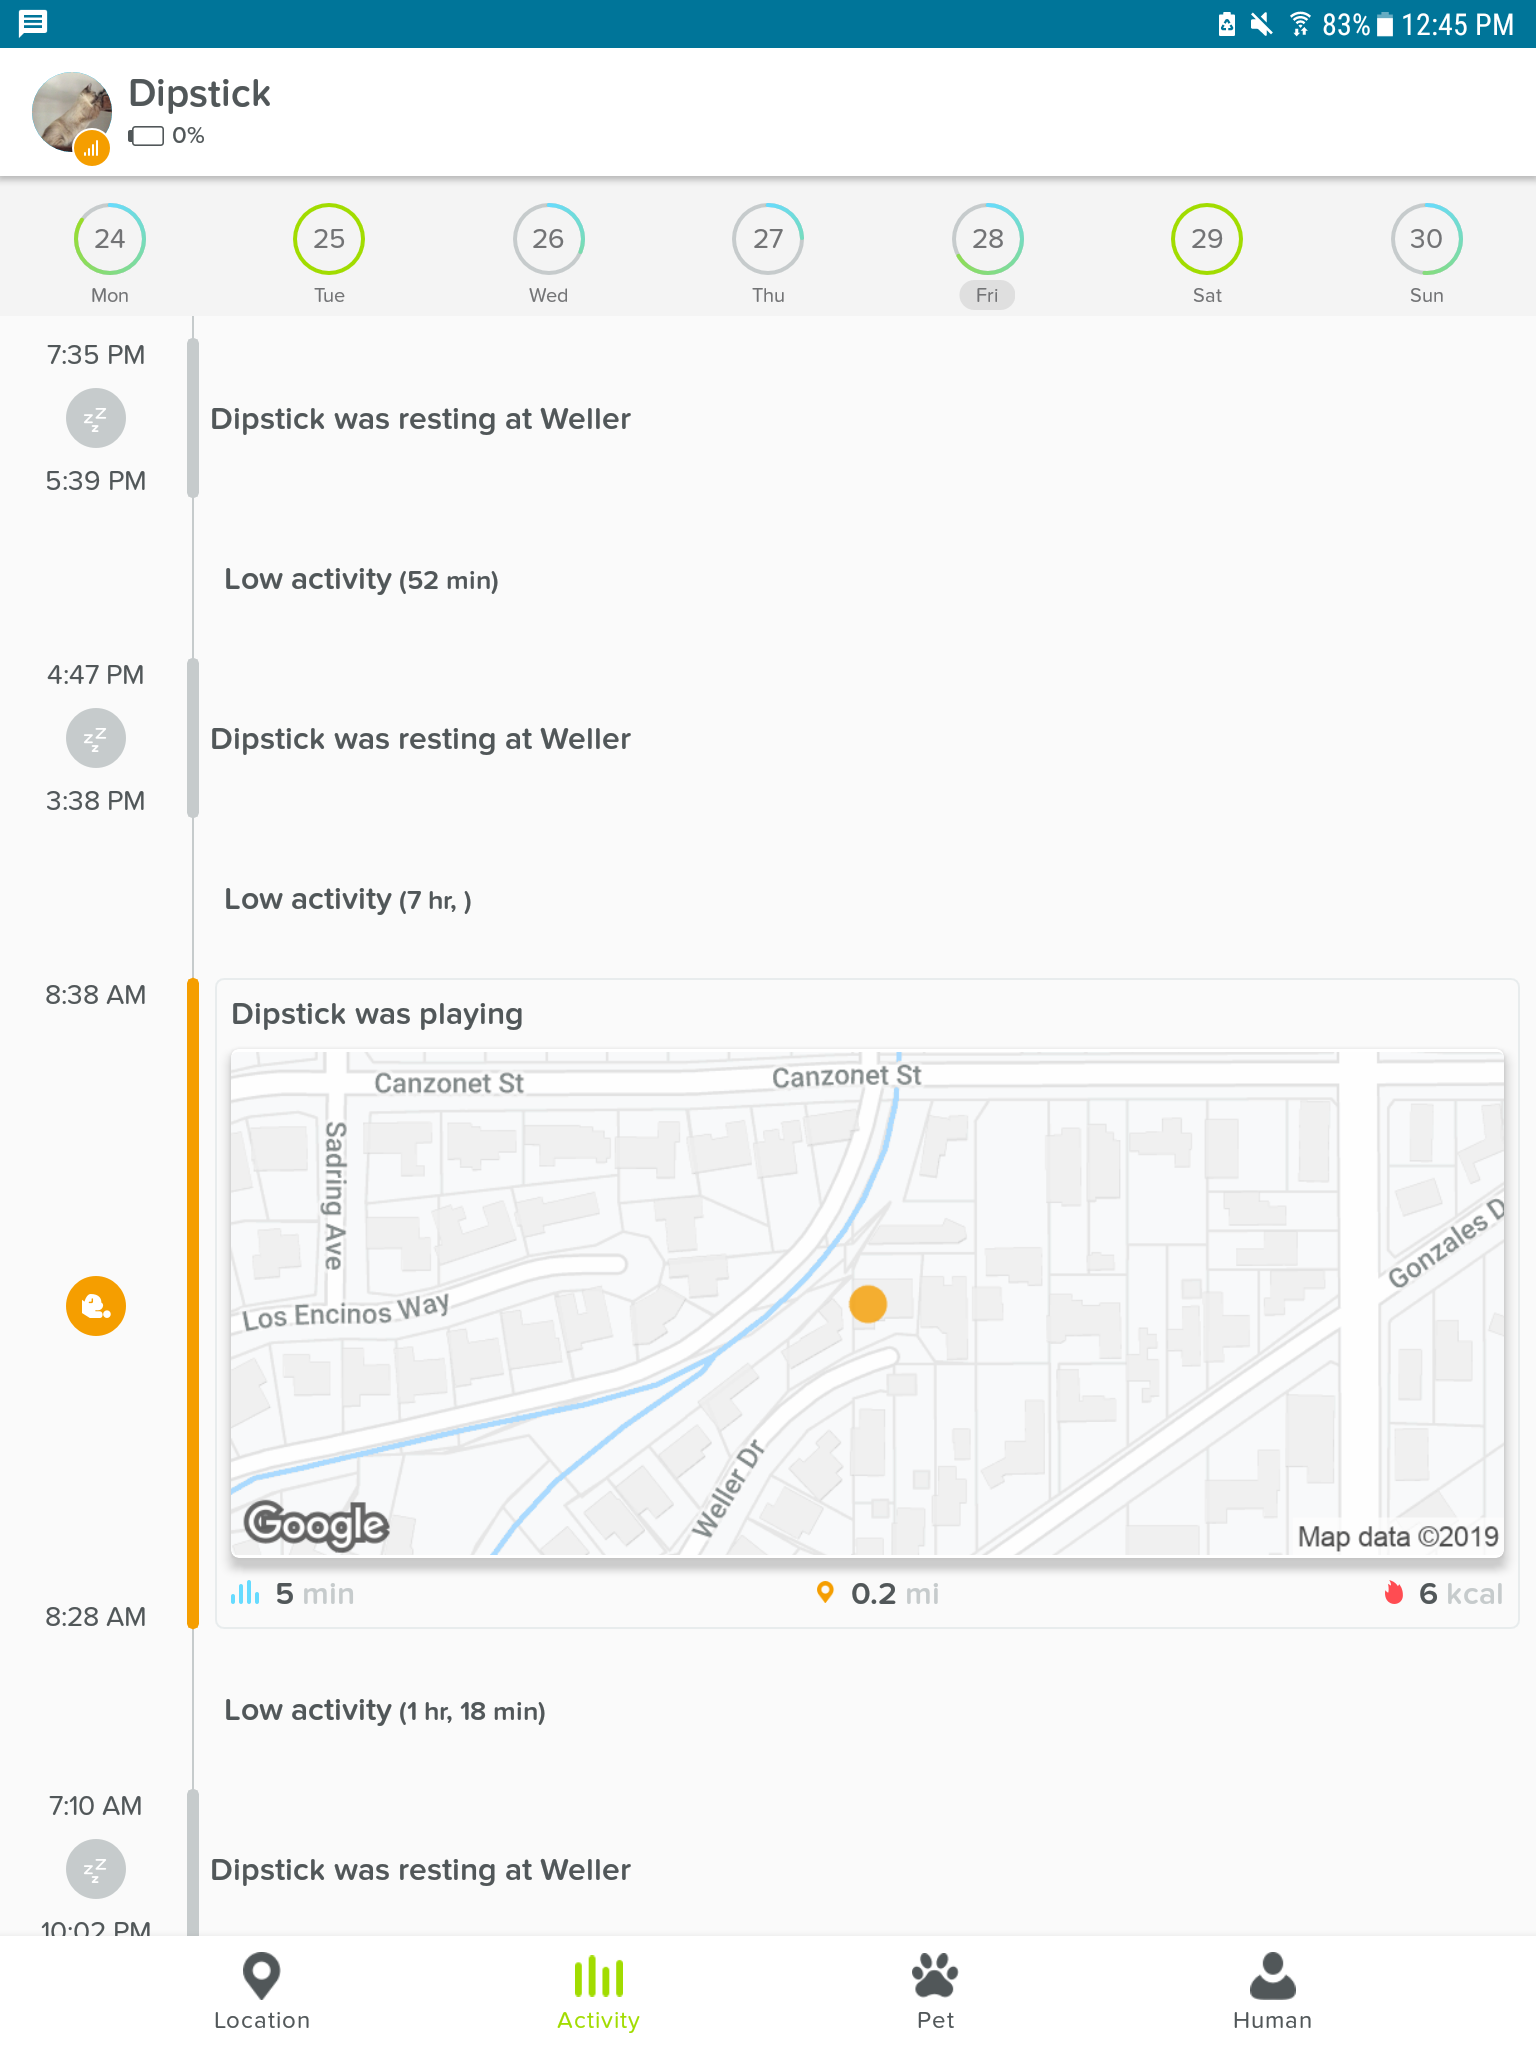 83% 12:45 PM
Dipstick
0%
24 25 26 27 28 29 30
Mon Tue Wed Thu Fri Sat Sun
7:35 PM
zzz
Dipstick was resting at Weller
5:39 PM
Low activity (52 min)
4:47 PM
zzz
Dipstick was resting at Weller
3:38 PM
Low activity (7 hr, )
8:38 AM
Dipstick was playing
Canzonet St
Canzonet St
Sadring Ave
Gonzales D
Los Encinos Way
Weller Dr
Google
Map data ©2019
5 min 0.2 mi 6 kcal
8:28 AM
Low activity (1 hr, 18 min)
7:10 AM
zzz
Dipstick was resting at Weller
10:02 PM
Location Activity Pet Human